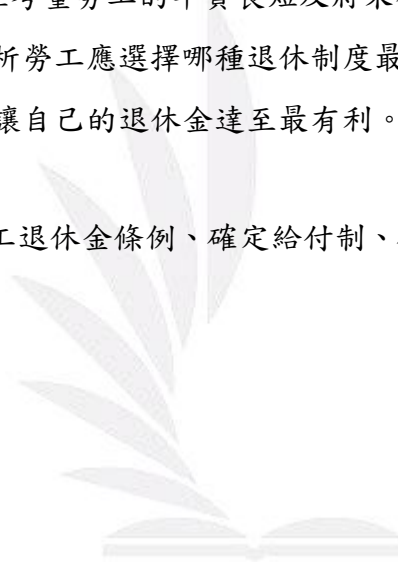 考量勞工的年資長短及將來
析勞工應選擇哪種退休制度最
讓自己的退休金達至最有利。
工退休金條例、確定給付制、